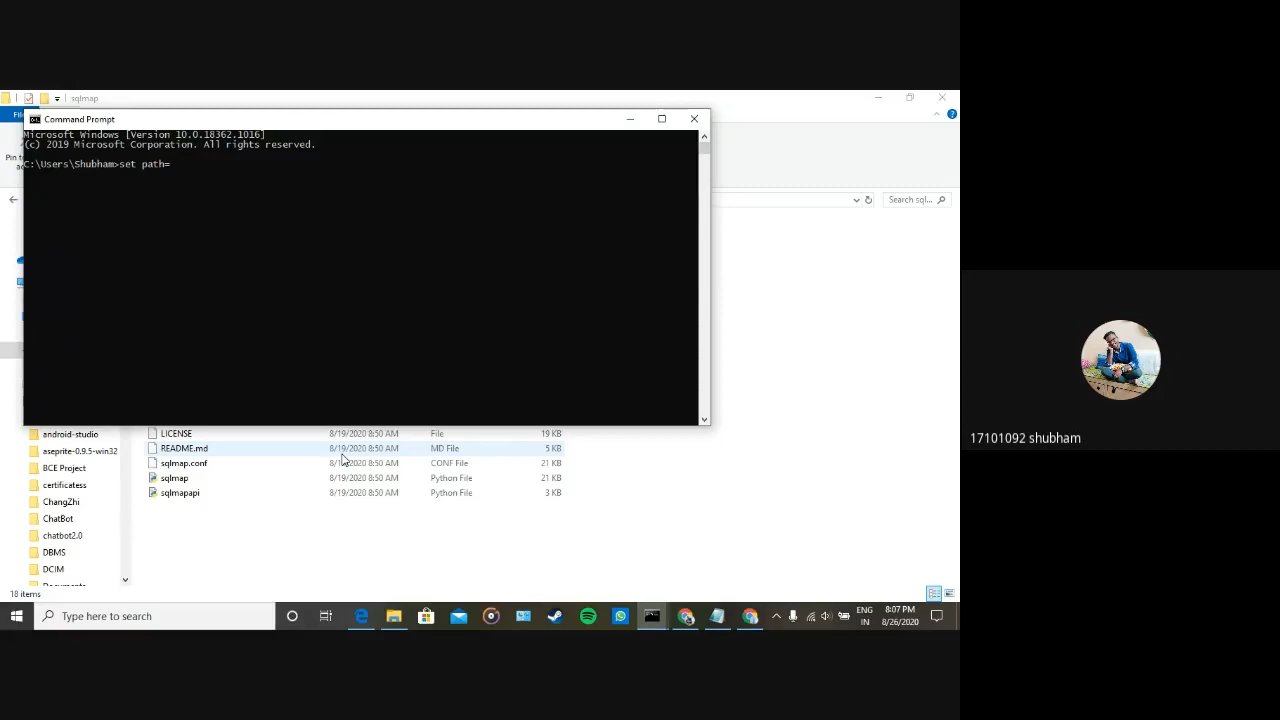 sqlmap
Command Prompt
Microsoft Windows [Version 10.0.18362.1016]
(c) 2019 Microsoft Corporation. All rights reserved.
C:\Users\Shubham>set path=
Search sql...
android-studio
aseprite-0.9.5-win32
BCE Project
certificatess
ChangZhi
ChatBot
chatbot2.0
DBMS
DCIM
LICENSE 8/19/2020 8:50 AM File 19 KB
README.md 8/19/2020 8:50 AM MD File 5 KB
sqlmap.conf 8/19/2020 8:50 AM CONF File 21 KB
sqlmap 8/19/2020 8:50 AM Python File 21 KB
sqlmapapi 8/19/2020 8:50 AM Python File 3 KB
18 items
Type here to search
ENG
IN
8:07 PM
8/26/2020
17101092 shubham